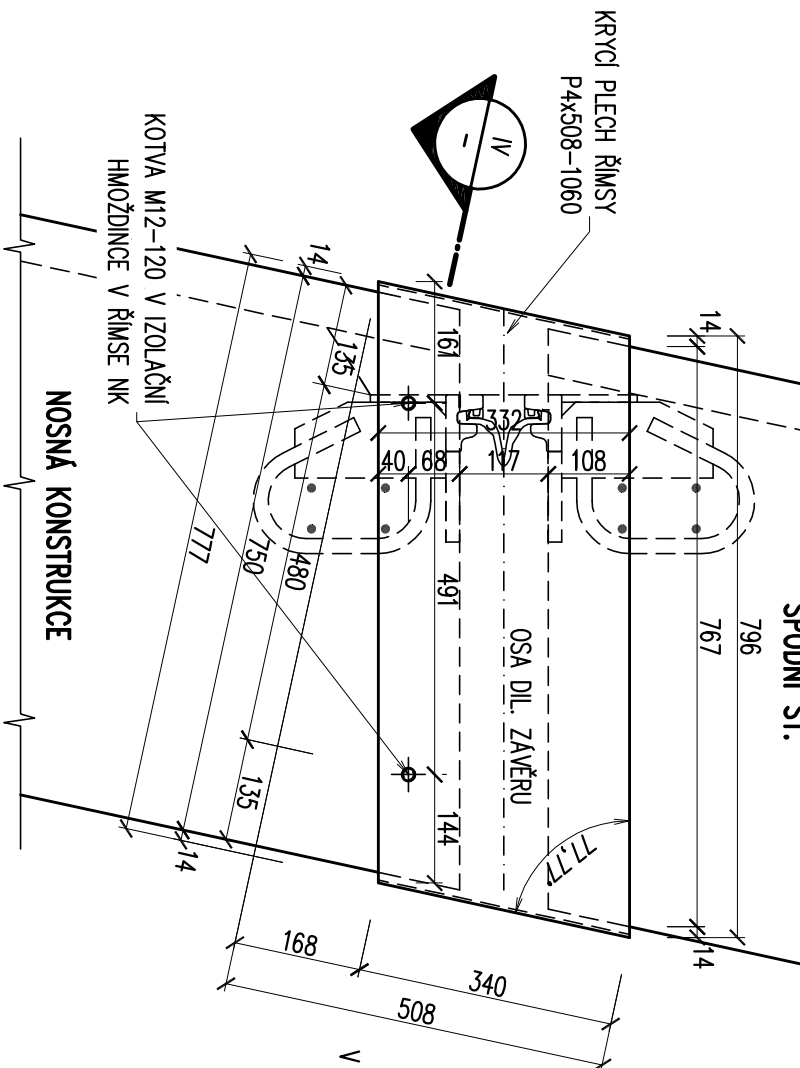 KRYCÍ PLECH ŘÍMSY
P4x508-1060
IV
-
KOTVA M12-120 V IZOLAČNÍ
HMOŽDINCE V ŘÍMSE NK
NOSNÁ KONSTRUKCE
SPODNÍ ST.
OSA DIL. ZÁVĚRU
14
796
767
14
161
332
40
68
117
108
491
144
77,77
14
135
480
750
777
135
14
168
340
508
V